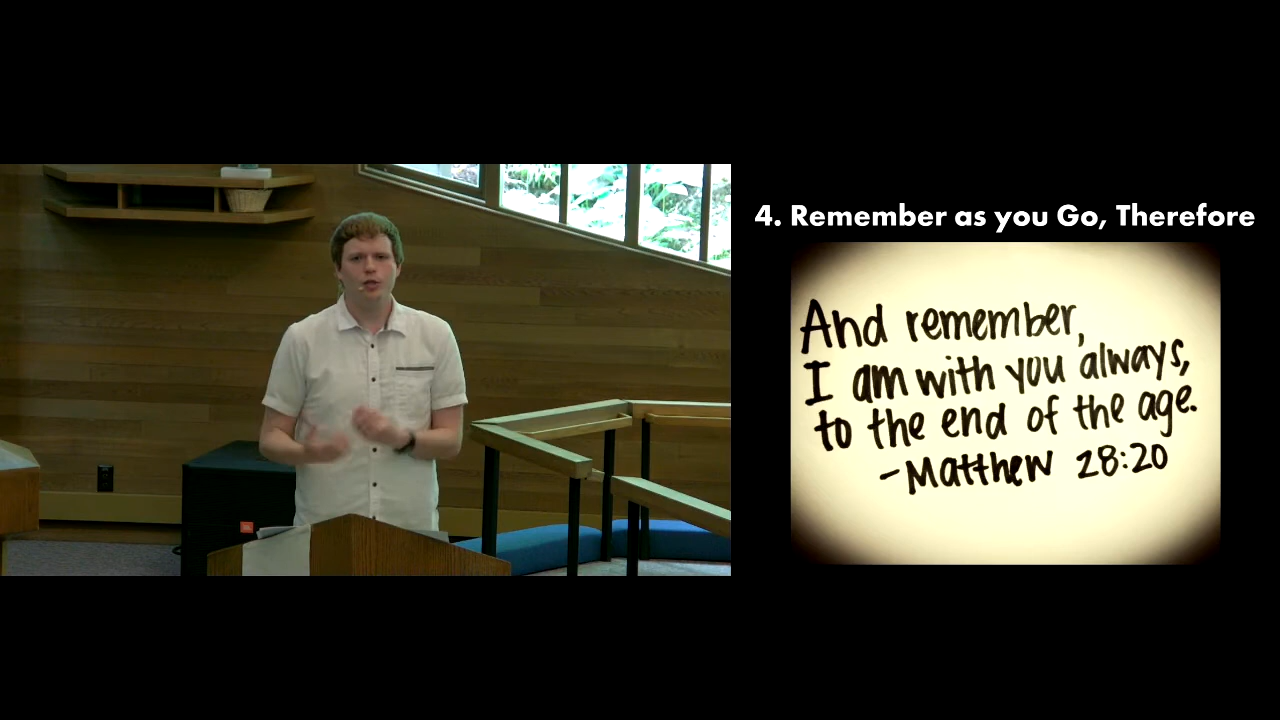 4. Remember as you Go, Therefore
And remember,
I am with you always,
to the end of the age.
-Matthew 28:20